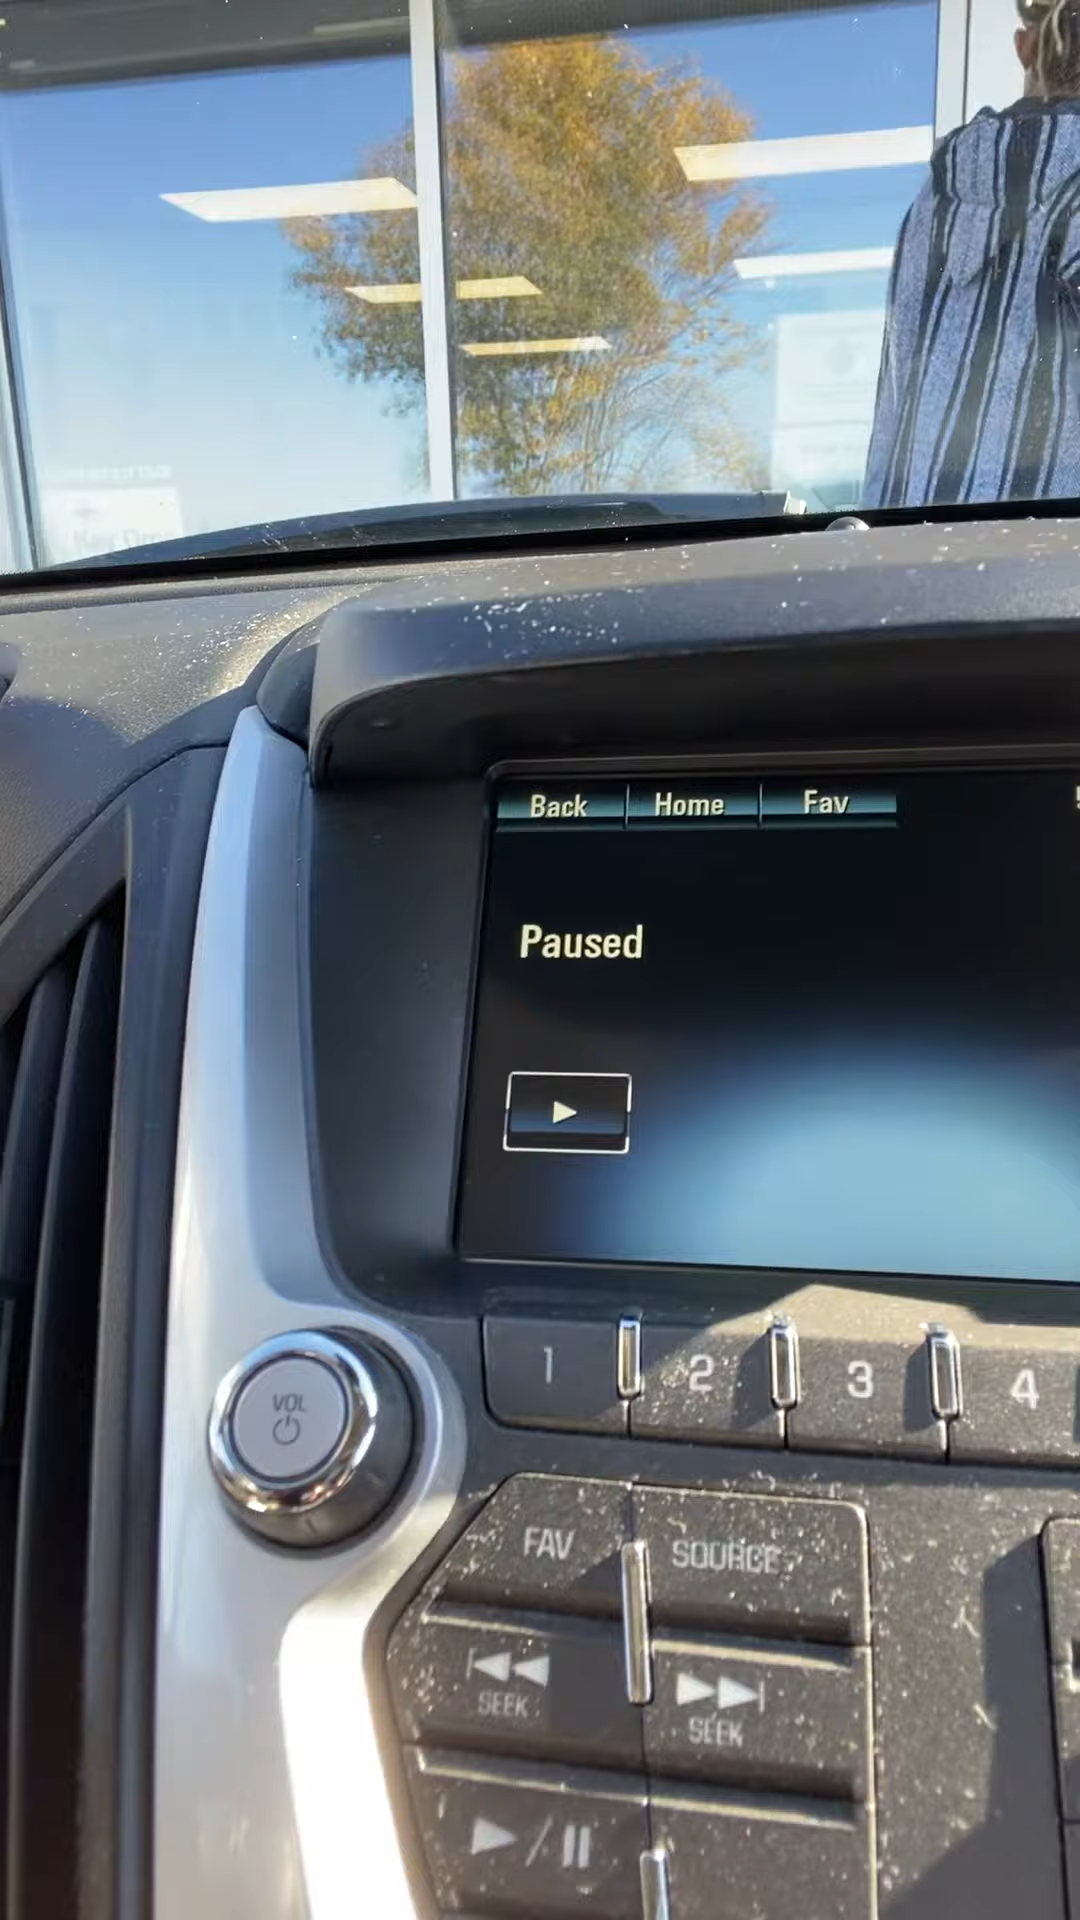 Back Home Fav
Paused
1 2 3 4
VOL
FAV SOURCE
SEEK SEEK